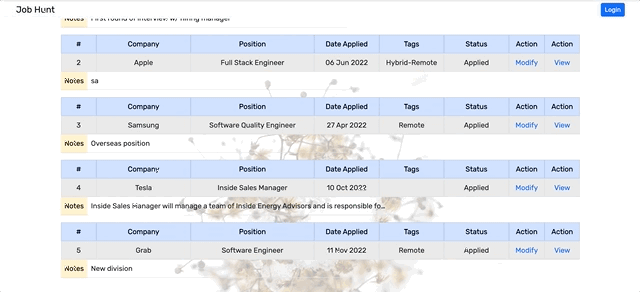 Job Hunt
Login
Notes First round of interview w/ hiring manager
# Company Position Date Applied Tags Status Action Action
2 Apple Full Stack Engineer 06 Jun 2022 Hybrid-Remote Applied Modify View
Notes sa
# Company Position Date Applied Tags Status Action Action
3 Samsung Software Quality Engineer 27 Apr 2022 Remote Applied Modify View
Notes Overseas position
# Company Position Date Applied Tags Status Action Action
4 Tesla Inside Sales Manager 10 Oct 2022 Applied Modify View
Notes Inside Sales Manager will manage a team of Inside Energy Advisors and is responsible fo...
# Company Position Date Applied Tags Status Action Action
5 Grab Software Engineer 11 Nov 2022 Remote Applied Modify View
Notes New division